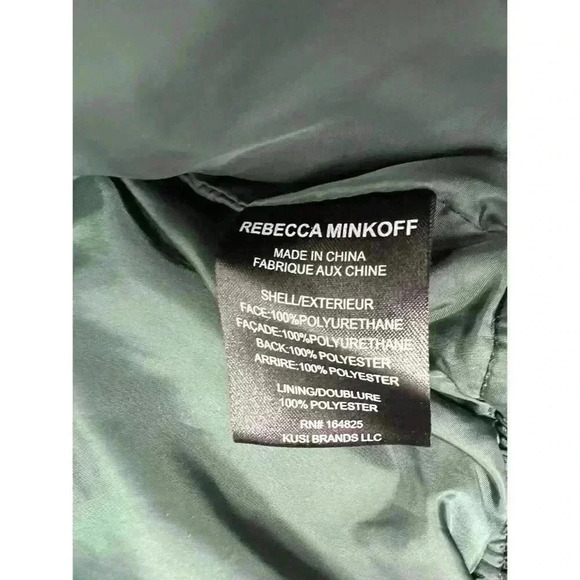 REBECCA MINKOFF
MADE IN CHINA
FABRIQUE AUX CHINE
SHELL/EXTERIEUR
FACE:100%POLYURETHANE
FAÇADE:100%POLYURETHANE
BACK:100% POLYESTER
ARRIRE:100% POLYESTER
LINING/DOUBLURE
100% POLYESTER
RN# 164825
KUSI BRANDS LLC